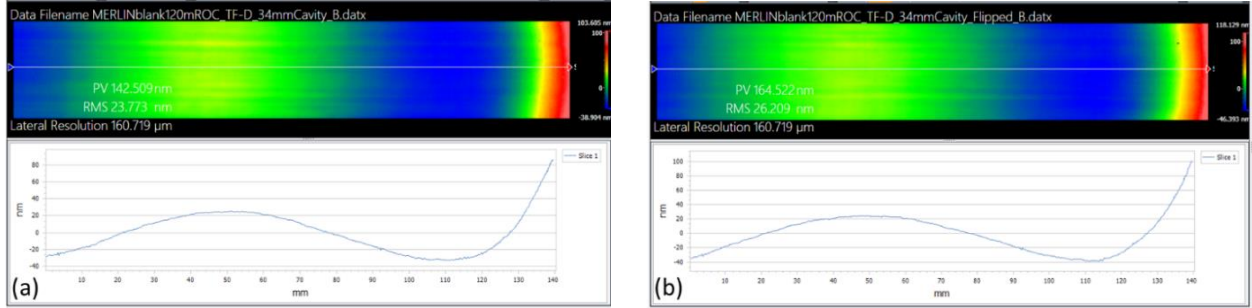 Data Filename MERLINblank120mROC_TF-D_34mmCavity_B.datx
103.605 nm
100
0
-38.904 nm
PV 142.509 nm
RMS 23.773 nm
Lateral Resolution 160.719 µm
Slice 1
80
60
40
20
0
-20
-40
nm
10 20 30 40 50 60 70 80 90 100 110 120 130 140
mm
(a)
Data Filename MERLINblank120mROC_TF-D_34mmCavity_Flipped_B.datx
118.129 nm
100
0
-46.393 nm
PV 164.522 nm
RMS 26.209 nm
Lateral Resolution 160.719 µm
Slice 1
100
80
60
40
20
0
-20
-40
nm
10 20 30 40 50 60 70 80 90 100 110 120 130 140
mm
(b)